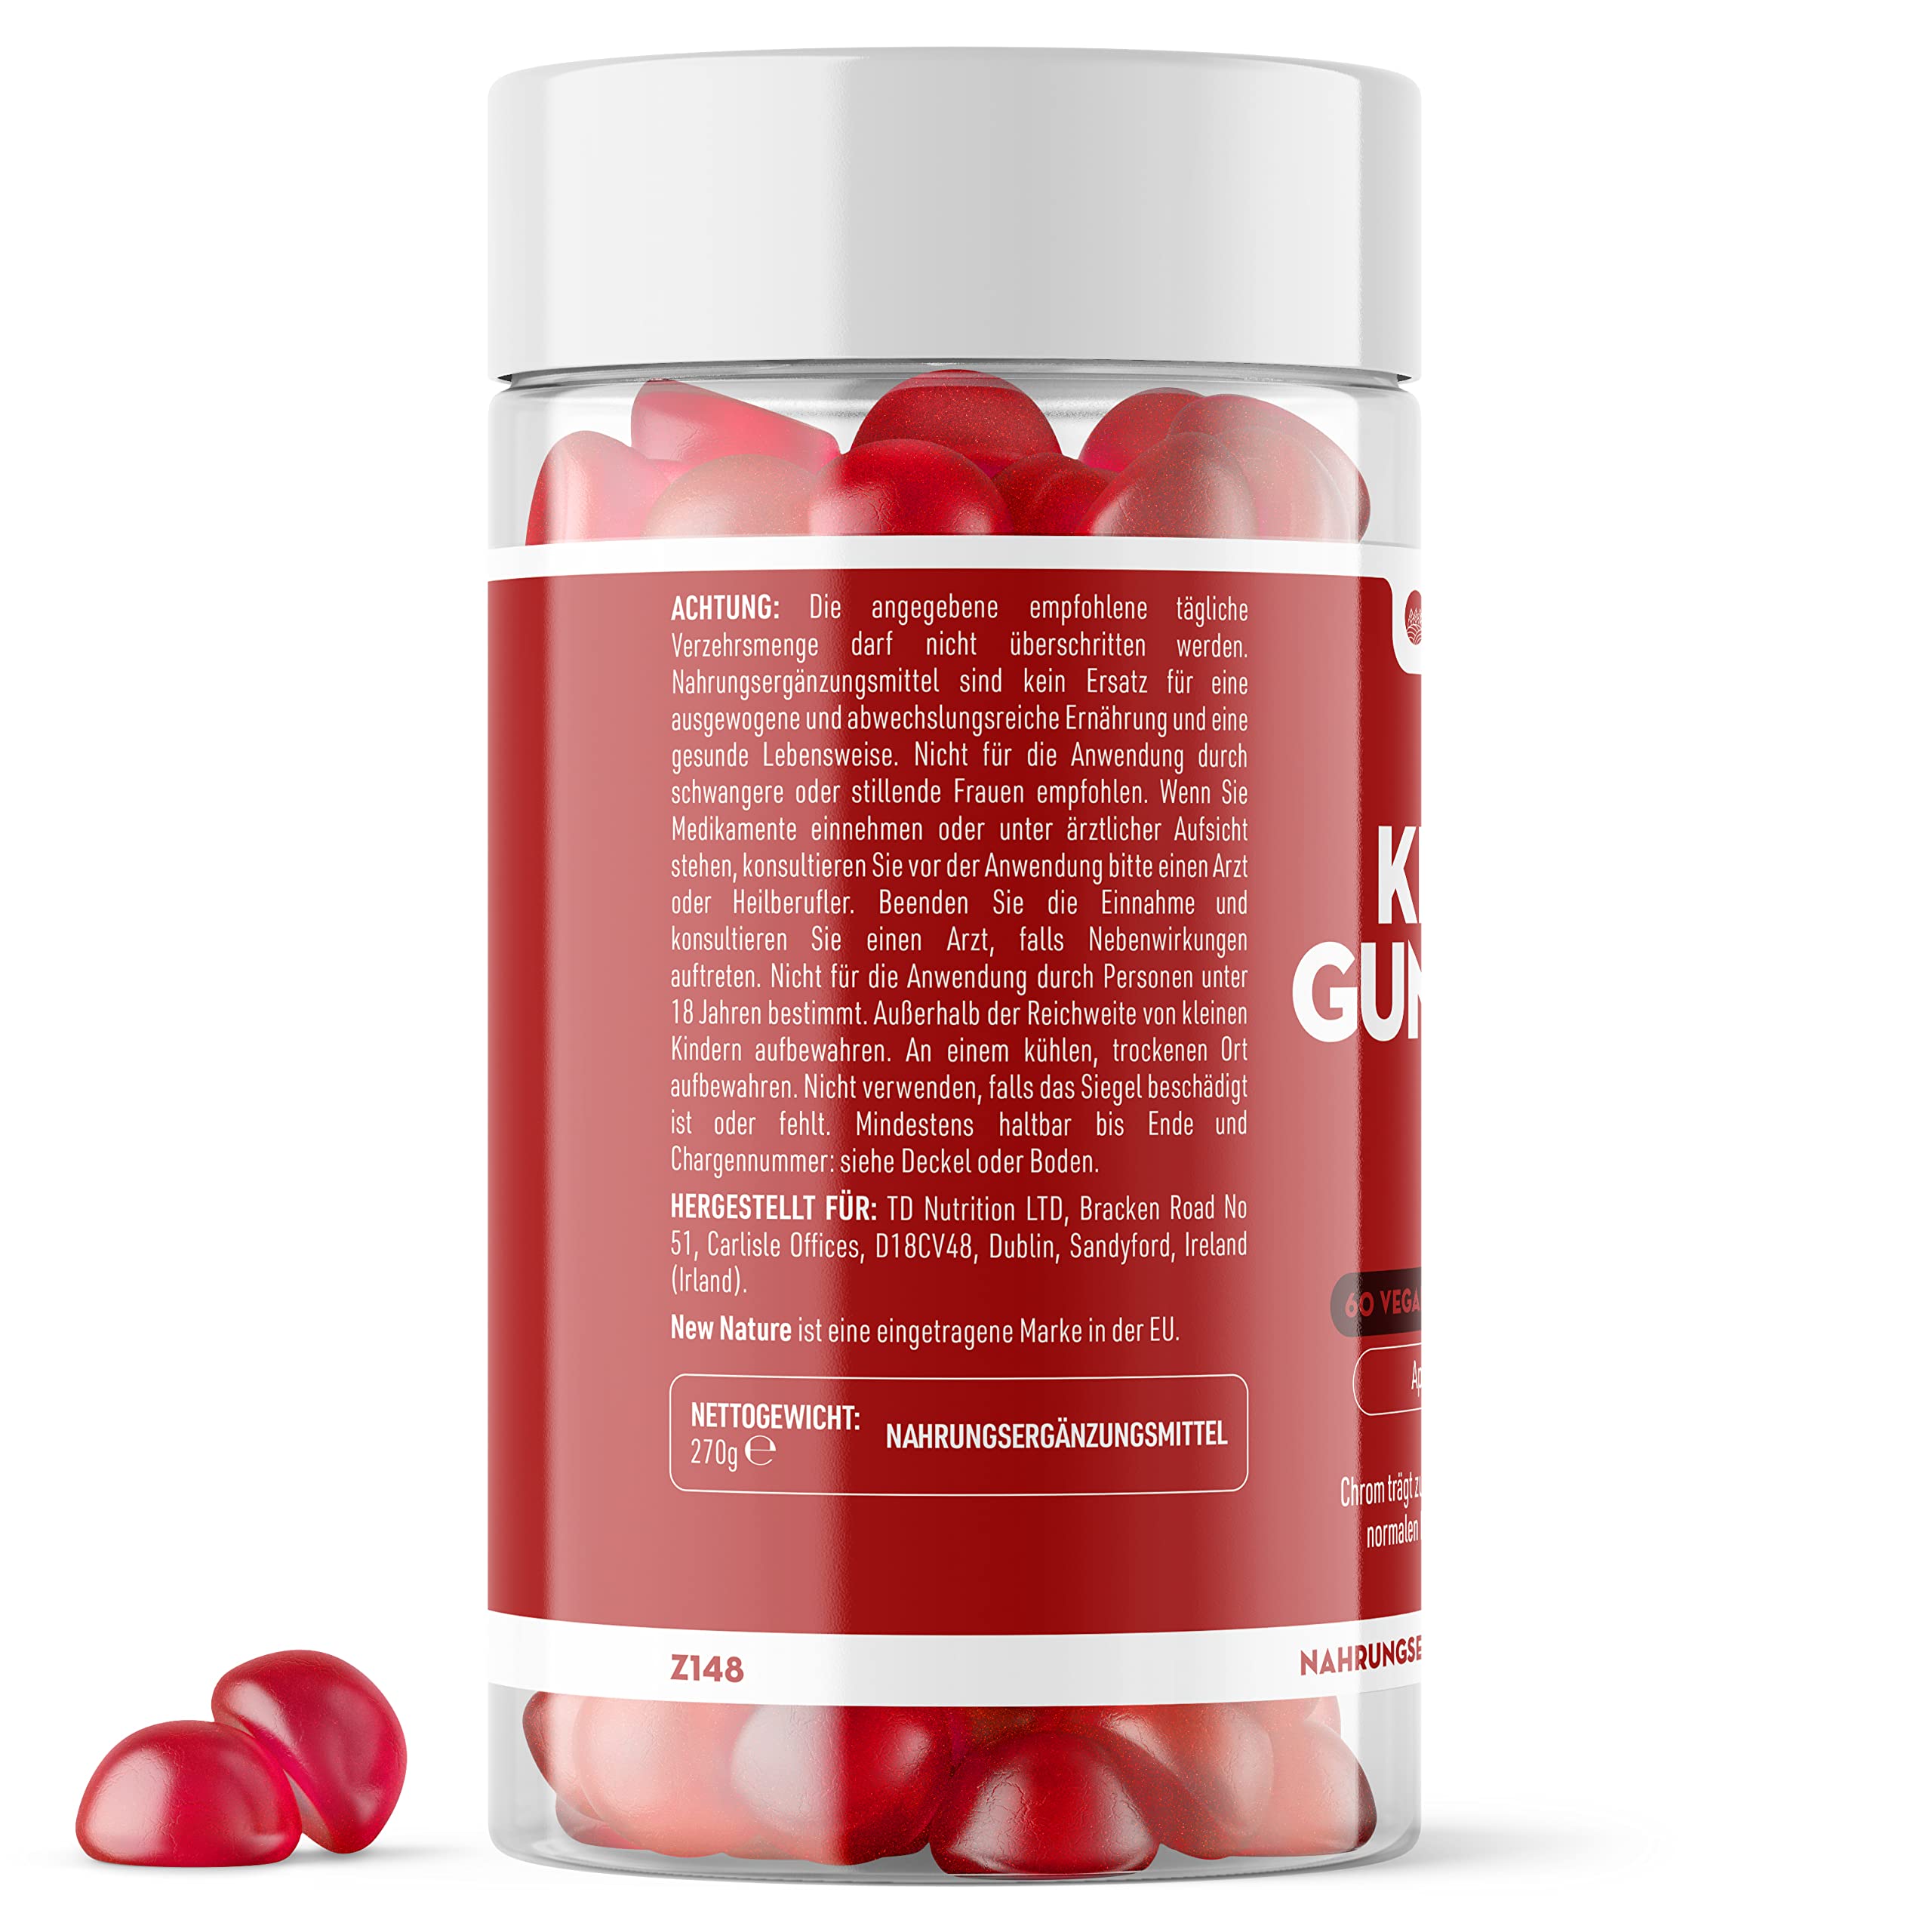 ACHTUNG: Die angegebene empfohlene tägliche
Verzehrsmenge darf nicht überschritten werden.
Nahrungsergänzungsmittel sind kein Ersatz für eine
ausgewogene und abwechslungsreiche Ernährung und eine
gesunde Lebensweise. Nicht für die Anwendung durch
schwangere oder stillende Frauen empfohlen. Wenn Sie
Medikamente einnehmen oder unter ärztlicher Aufsicht
stehen, konsultieren Sie vor der Anwendung bitte einen Arzt
oder Heilberufler. Beenden Sie die Einnahme und
konsultieren Sie einen Arzt, falls Nebenwirkungen
auftreten. Nicht für die Anwendung durch Personen unter
18 Jahren bestimmt. Außerhalb der Reichweite von kleinen
Kindern aufbewahren. An einem kühlen, trockenen Ort
aufbewahren. Nicht verwenden, falls das Siegel beschädigt
ist oder fehlt. Mindestens haltbar bis Ende und
Chargennummer: siehe Deckel oder Boden.
HERGESTELLT FÜR: TD Nutrition LTD, Bracken Road No
51, Carlisle Offices, D18CV48, Dublin, Sandyford, Ireland
(Irland).
New Nature ist eine eingetragene Marke in der EU.
NETTOGEWICHT:
270g ℮
NAHRUNGSERGÄNZUNGSMITTEL
Z148
60 VEGA
Chrom trägt
normalen
NAHRUNGSE